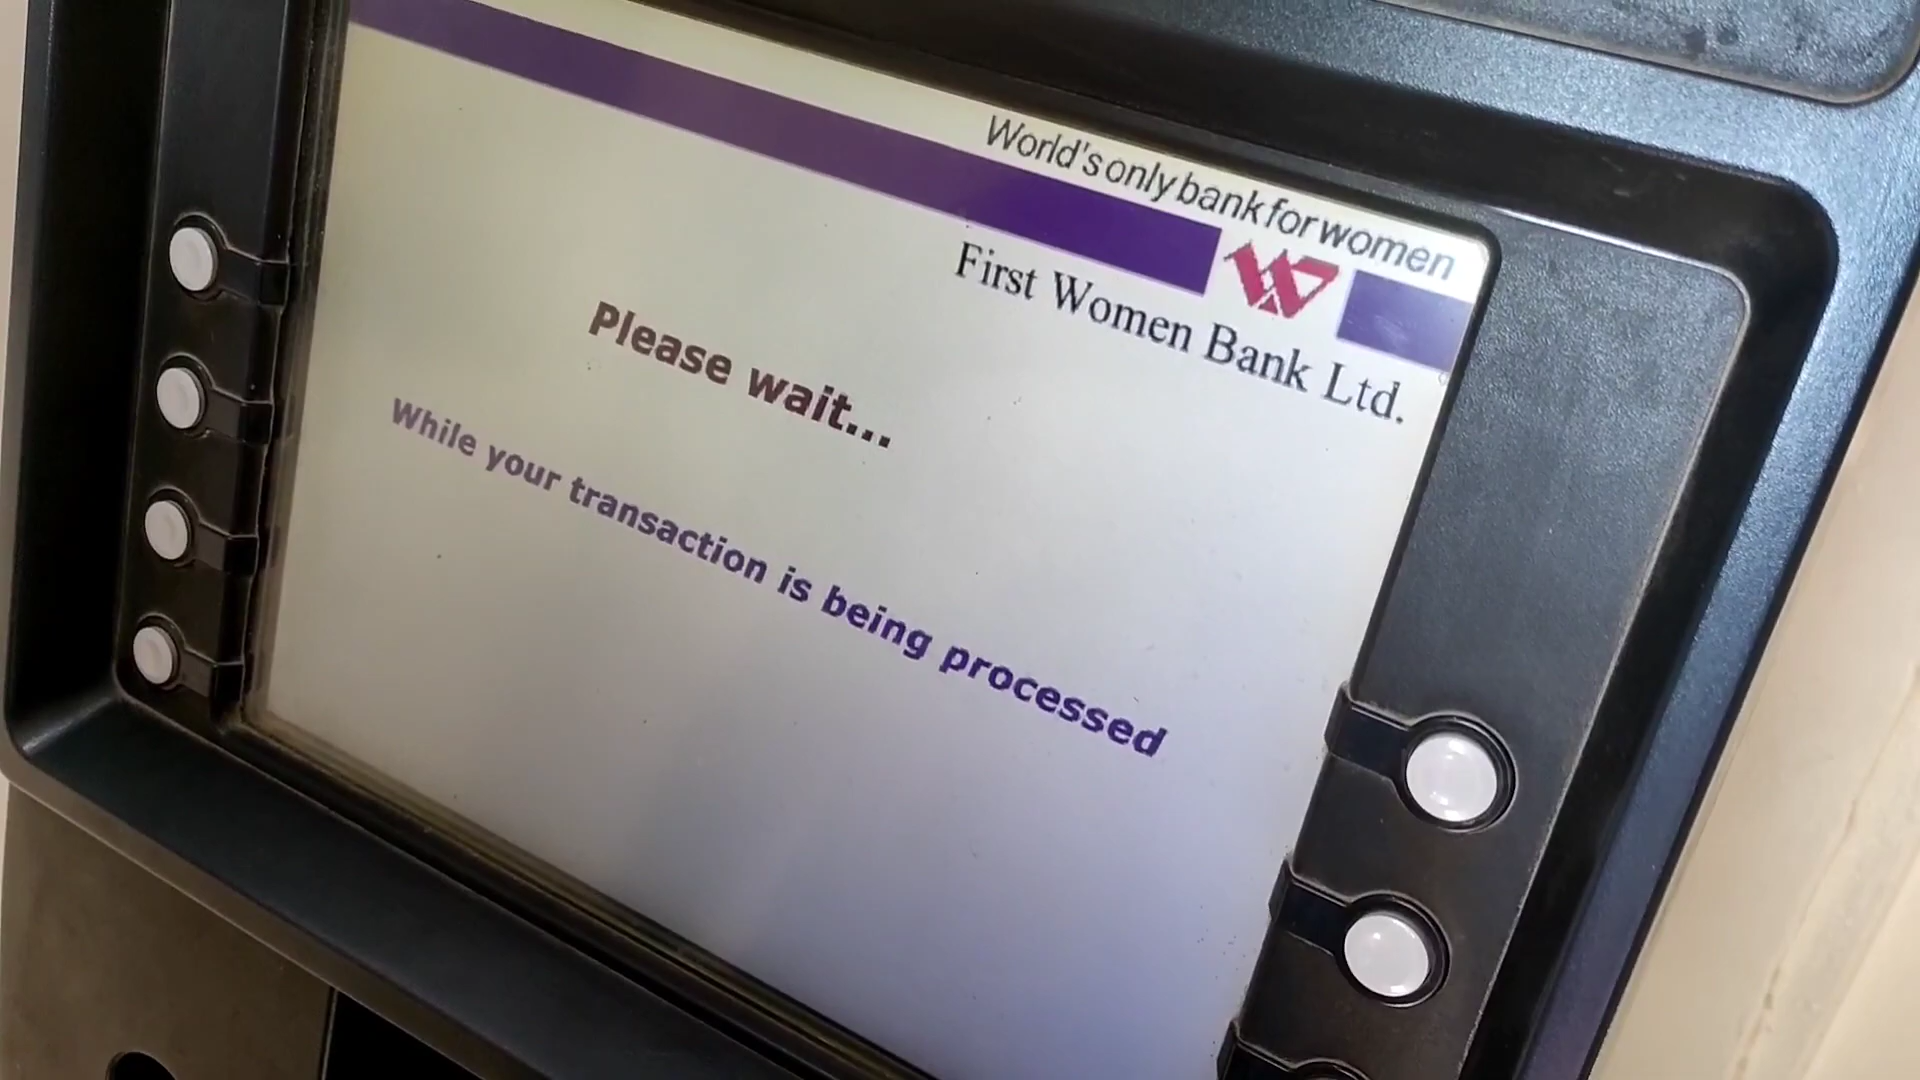 World's only bank for women
First Women Bank Ltd.
Please wait...
While your transaction is being processed